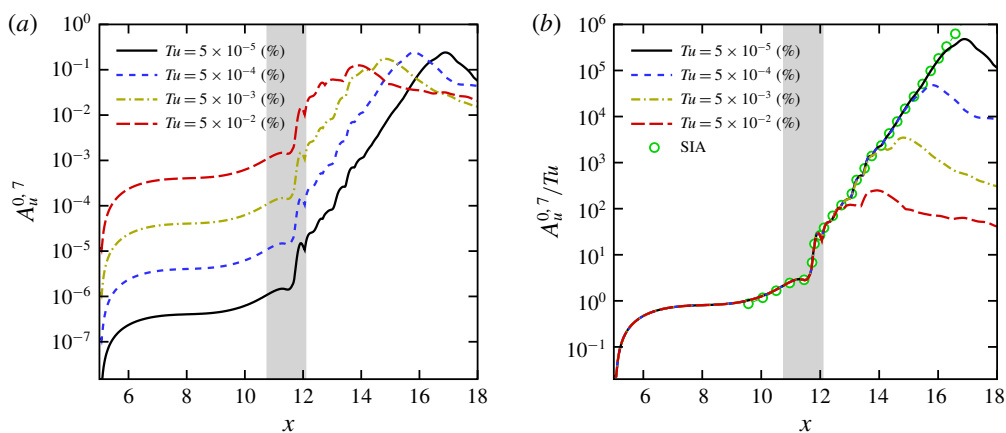 (a)
10^0
10^{-1}
10^{-2}
10^{-3}
10^{-4}
10^{-5}
10^{-6}
10^{-7}
A_u^{0, 7}
Tu = 5 × 10^{-5} (%)
Tu = 5 × 10^{-4} (%)
Tu = 5 × 10^{-3} (%)
Tu = 5 × 10^{-2} (%)
6 8 10 12 14 16 18
x
(b)
10^6
10^5
10^4
10^3
10^2
10^1
10^0
10^{-1}
A_u^{0, 7}/Tu
Tu = 5 × 10^{-5} (%)
Tu = 5 × 10^{-4} (%)
Tu = 5 × 10^{-3} (%)
Tu = 5 × 10^{-2} (%)
SIA
6 8 10 12 14 16 18
x